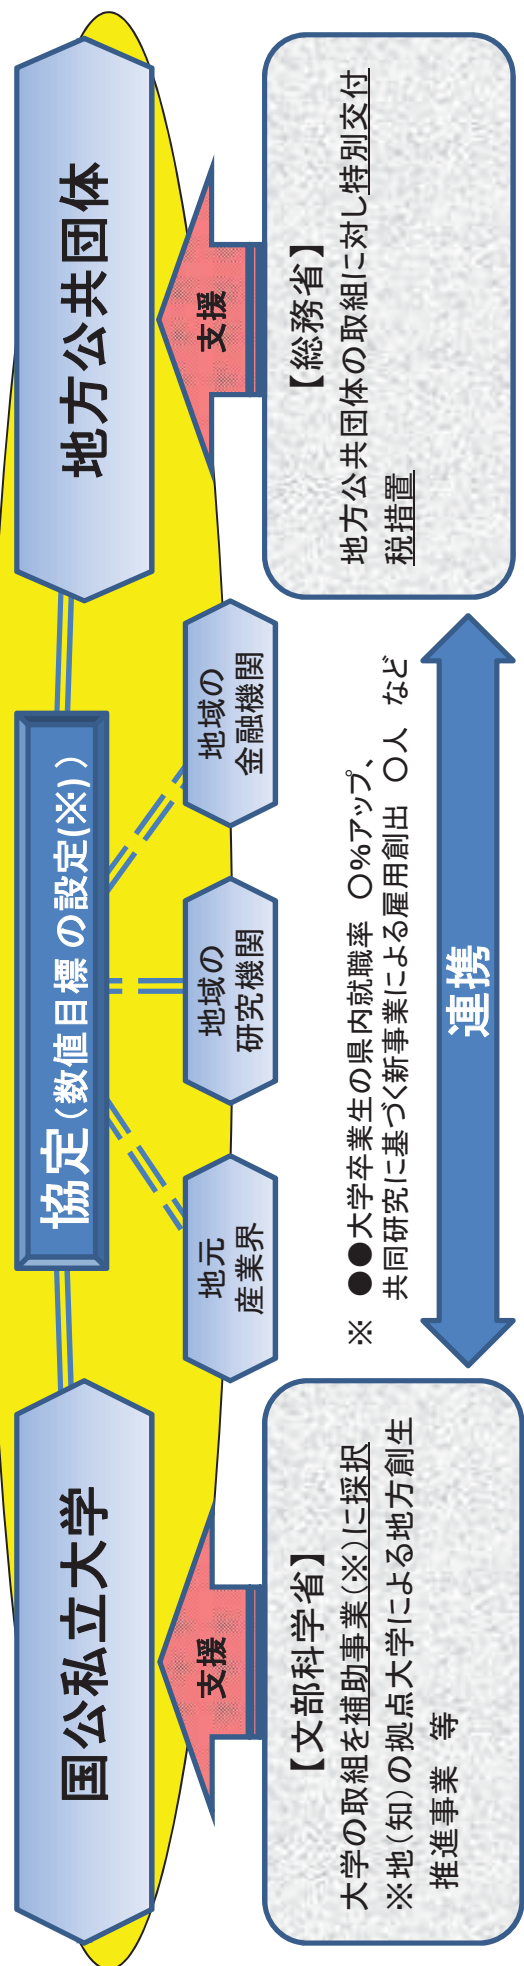 国公私立大学
協定(数値目標 の設定(※))
地方公共団体
地元
産業界
地域の
研究機関
地域の
金融機関
支援
支援
【文部科学省】
大学の取組を補助事業(※)に採択
※地(知)の拠点大学による地方創生
推進事業 等
※ ●●大学卒業生の県内就職率 ○%アップ、
共同研究に基づく新事業による雇用創出 ○人 など
連携
【総務省】
地方公共団体の取組に対し特別交付
税措置